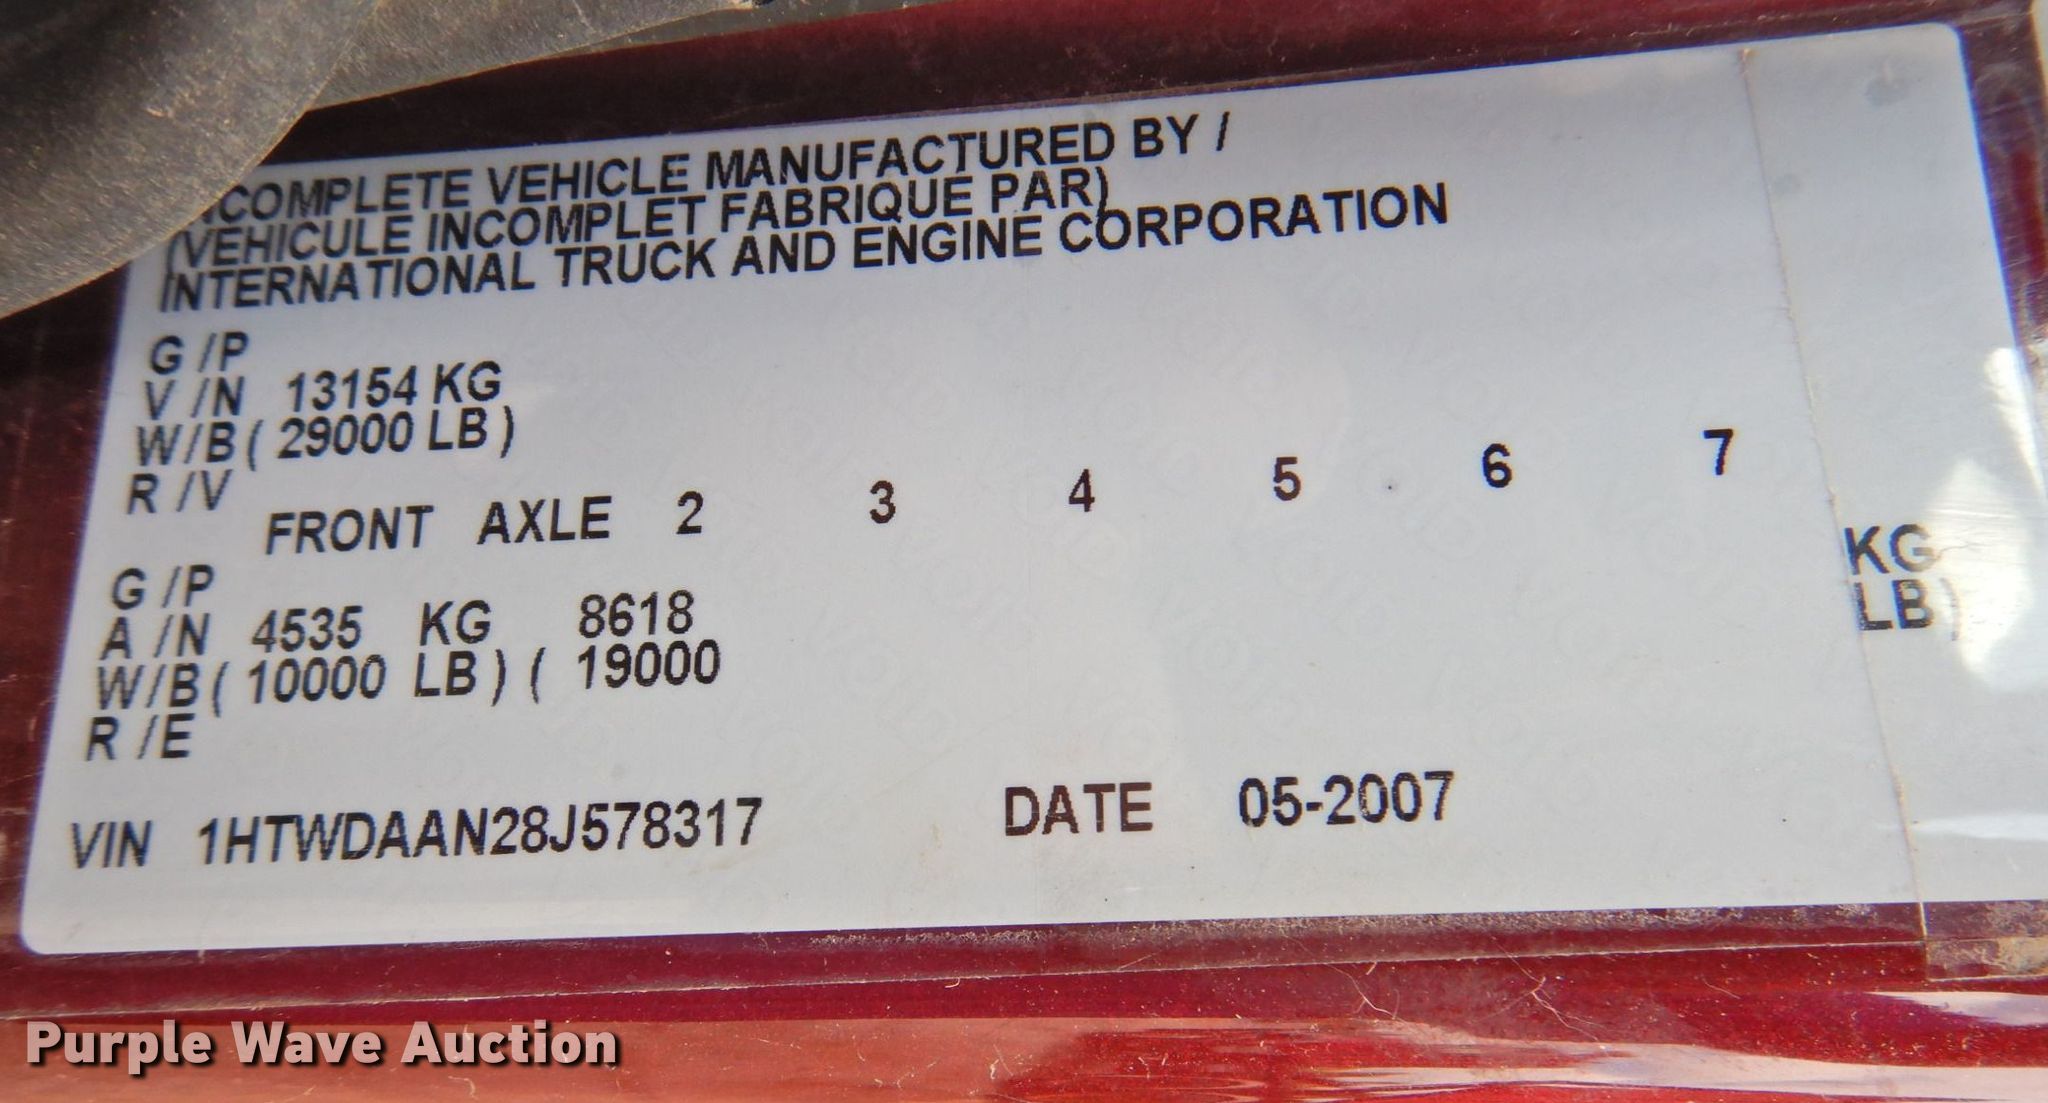 INCOMPLETE VEHICLE MANUFACTURED BY /
(VEHICULE INCOMPLET FABRIQUE PAR)
INTERNATIONAL TRUCK AND ENGINE CORPORATION
G /P
V /N 13154 KG
W/B ( 29000 LB )
R /V
FRONT AXLE 2 3 4 5 6 7
G /P
A /N 4535 KG 8618 KG
W/B ( 10000 LB ) ( 19000 LB)
R /E
VIN 1HTWDAAN28J578317 DATE 05-2007
Purple Wave Auction